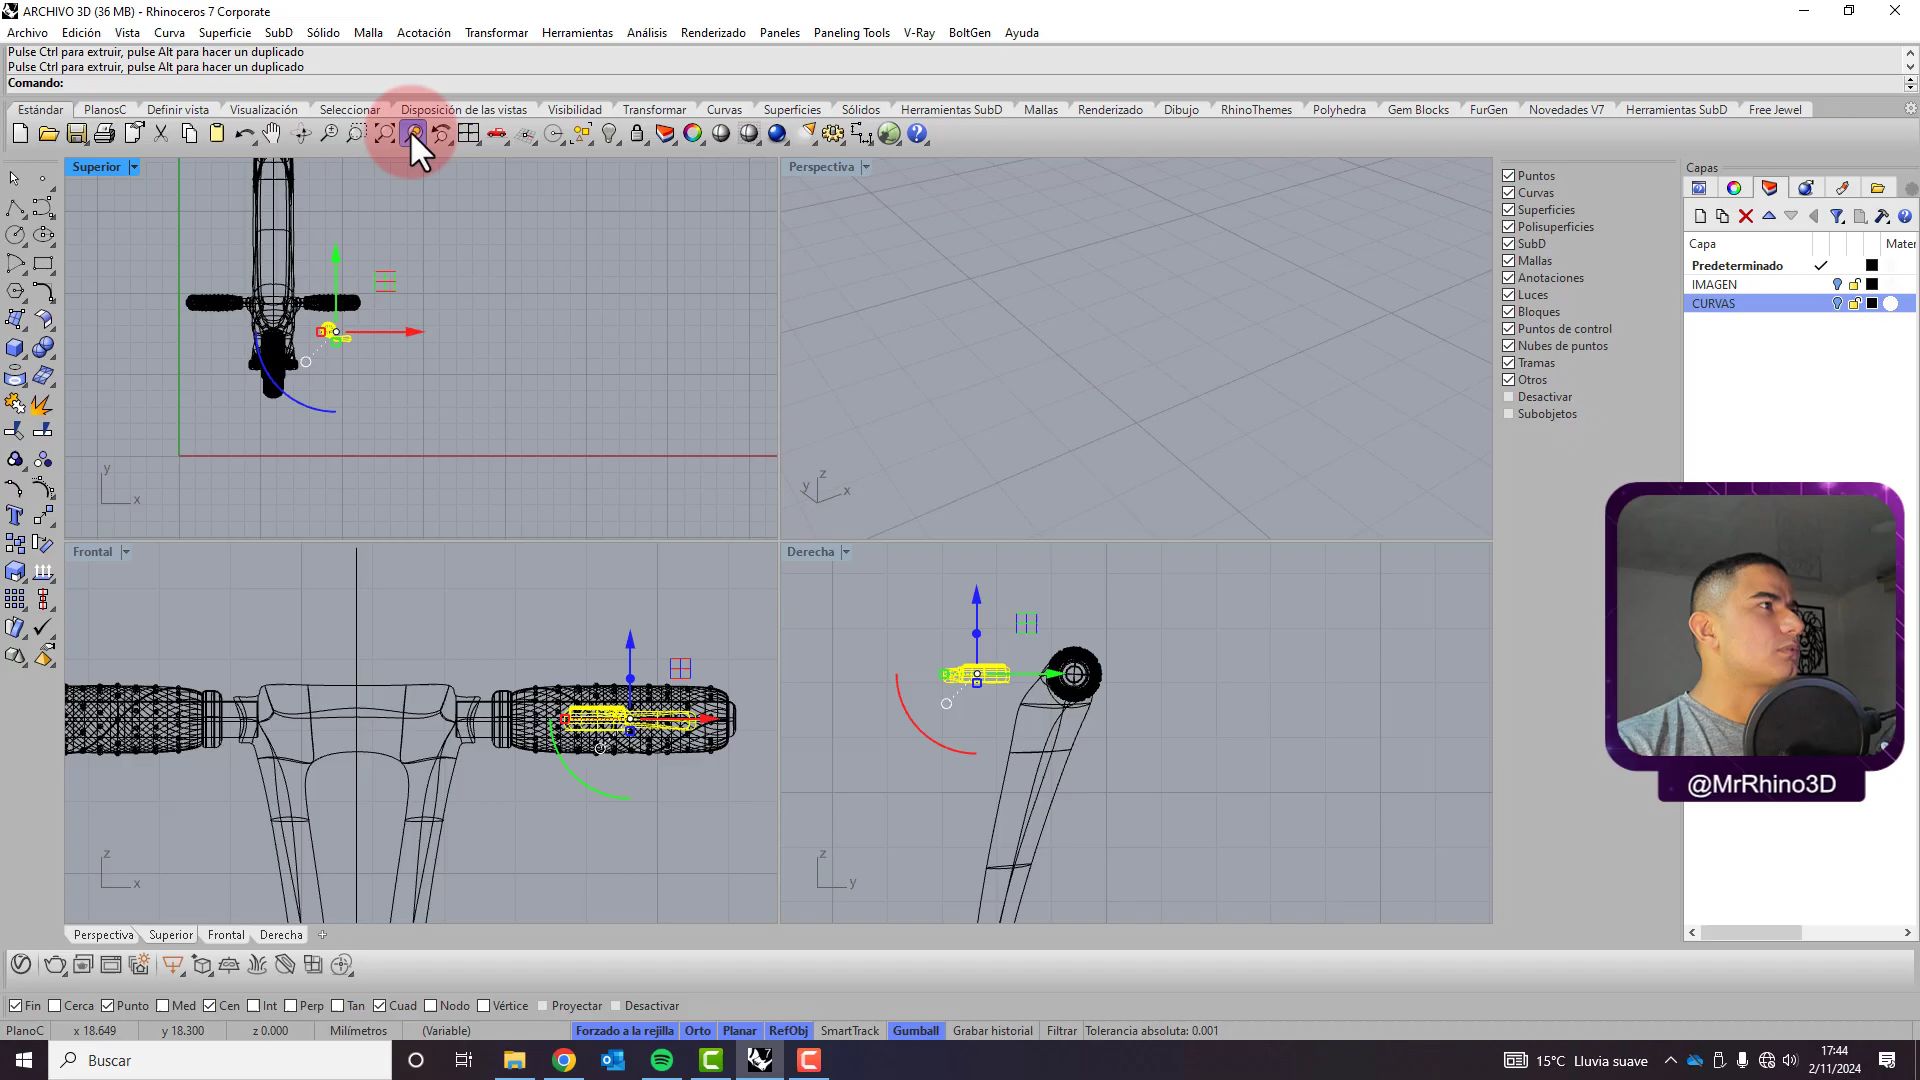 ARCHIVO 3D (36 MB) - Rhinoceros 7 Corporate
Archivo Edición Vista Curva Superficie SubD Sólido Malla Acotación Transformar Herramientas Análisis Renderizado Paneles Paneling Tools V-Ray BoltGen Ayuda
Pulse Ctrl para extruir, pulse Alt para hacer un duplicado
Pulse Ctrl para extruir, pulse Alt para hacer un duplicado
Comando:
Estándar PlanosC Definir vista Visualización Seleccionar Disposición de las vistas Visibilidad Transformar Curvas Superficies Sólidos Herramientas SubD Mallas Renderizado Dibujo RhinoThemes Polyhedra Gem Blocks FurGen Novedades V7 Herramientas SubD Free Jewel
Superior
y
x
Perspectiva
z
y
x
Frontal
z
x
Derecha
z
y
Puntos
Curvas
Superficies
Polisuperficies
SubD
Mallas
Anotaciones
Luces
Bloques
Puntos de control
Nubes de puntos
Tramas
Otros
Desactivar
Subobjetos
Capas
Capa Mater
Predeterminado
IMAGEN
CURVAS
@MrRhino3D
Perspectiva Superior Frontal Derecha
Fin Cerca Punto Med Cen Int Perp Tan Cuad Nodo Vértice Proyectar Desactivar
PlanoC x 18.649 y 18.300 z 0.000 Milímetros (Variable) Forzado a la rejilla Orto Planar RefObj SmartTrack Gumball Grabar historial Filtrar Tolerancia absoluta: 0.001
Buscar
15°C Lluvia suave
17:44
2/11/2024